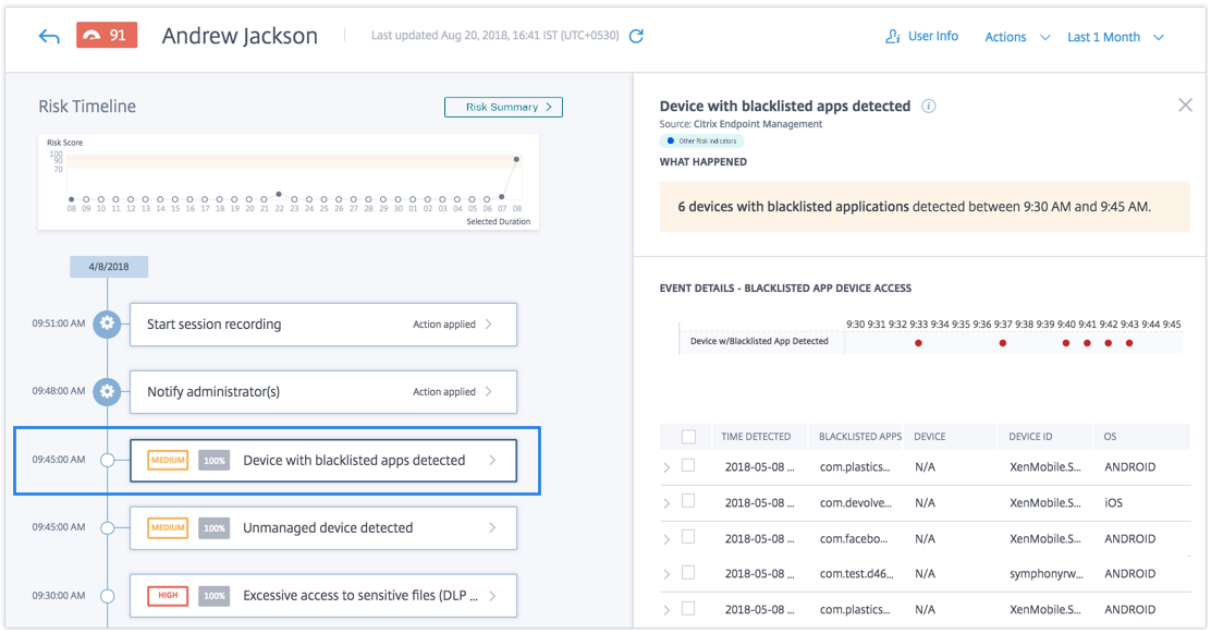 91 Andrew Jackson Last updated Aug 20, 2018, 16:41 IST (UTC+0530) User Info Actions Last 1 Month
Risk Timeline Risk Summary >
Risk Score
100
90
70
08 09 10 11 12 13 14 15 16 17 18 19 20 21 22 23 24 25 26 27 28 29 30 01 02 03 04 05 06 07 08
Selected Duration
4/8/2018
09:51:00 AM Start session recording Action applied >
09:48:00 AM Notify administrator(s) Action applied >
09:45:00 AM MEDIUM 100% Device with blacklisted apps detected >
09:45:00 AM MEDIUM 100% Unmanaged device detected >
09:30:00 AM HIGH 100% Excessive access to sensitive files (DLP ... >
Device with blacklisted apps detected i
Source: Citrix Endpoint Management
Other Risk Indicators
WHAT HAPPENED
6 devices with blacklisted applications detected between 9:30 AM and 9:45 AM.
EVENT DETAILS - BLACKLISTED APP DEVICE ACCESS
9:30 9:31 9:32 9:33 9:34 9:35 9:36 9:37 9:38 9:39 9:40 9:41 9:42 9:43 9:44 9:45
Device w/Blacklisted App Detected
TIME DETECTED BLACKLISTED APPS DEVICE DEVICE ID OS
> 2018-05-08 ... com.plastics... N/A XenMobile.S... ANDROID
> 2018-05-08 ... com.devolve... N/A XenMobile.S... iOS
> 2018-05-08 ... com.facebo... N/A XenMobile.S... ANDROID
> 2018-05-08 ... com.test.d46... N/A symphonyrw... ANDROID
> 2018-05-08 ... com.plastics... N/A XenMobile.S... ANDROID